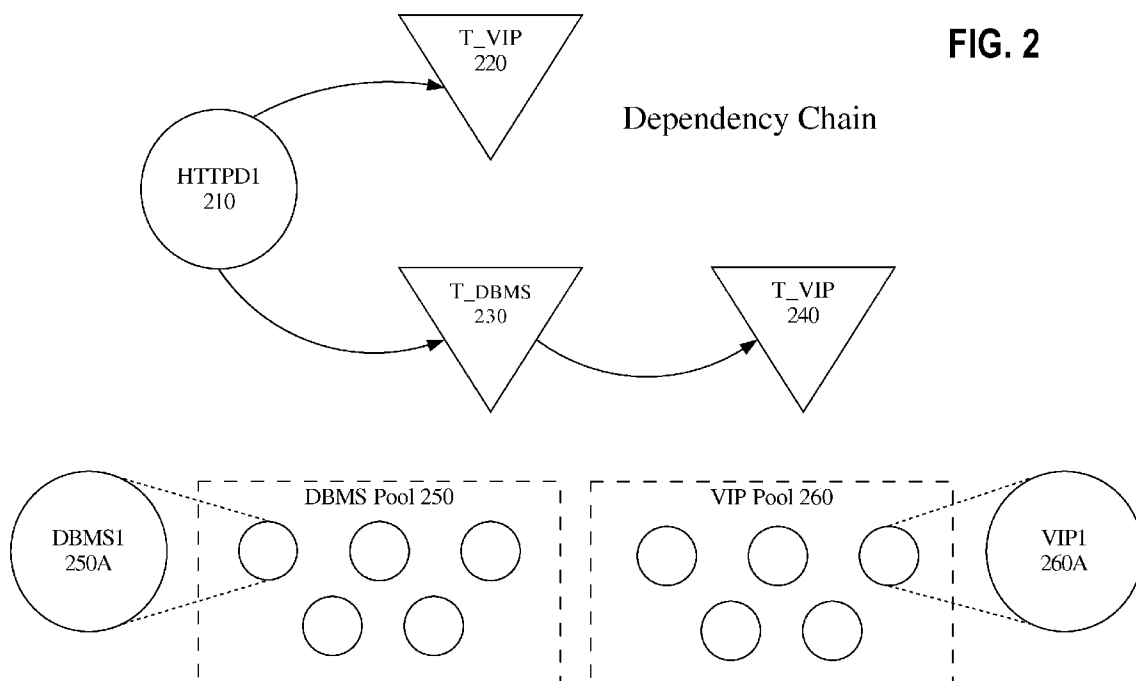 T_VIP
220
FIG. 2
Dependency Chain
HTTPD1
210
T_DBMS
230
T_VIP
240
DBMS Pool 250
VIP Pool 260
DBMS1
250A
VIP1
260A